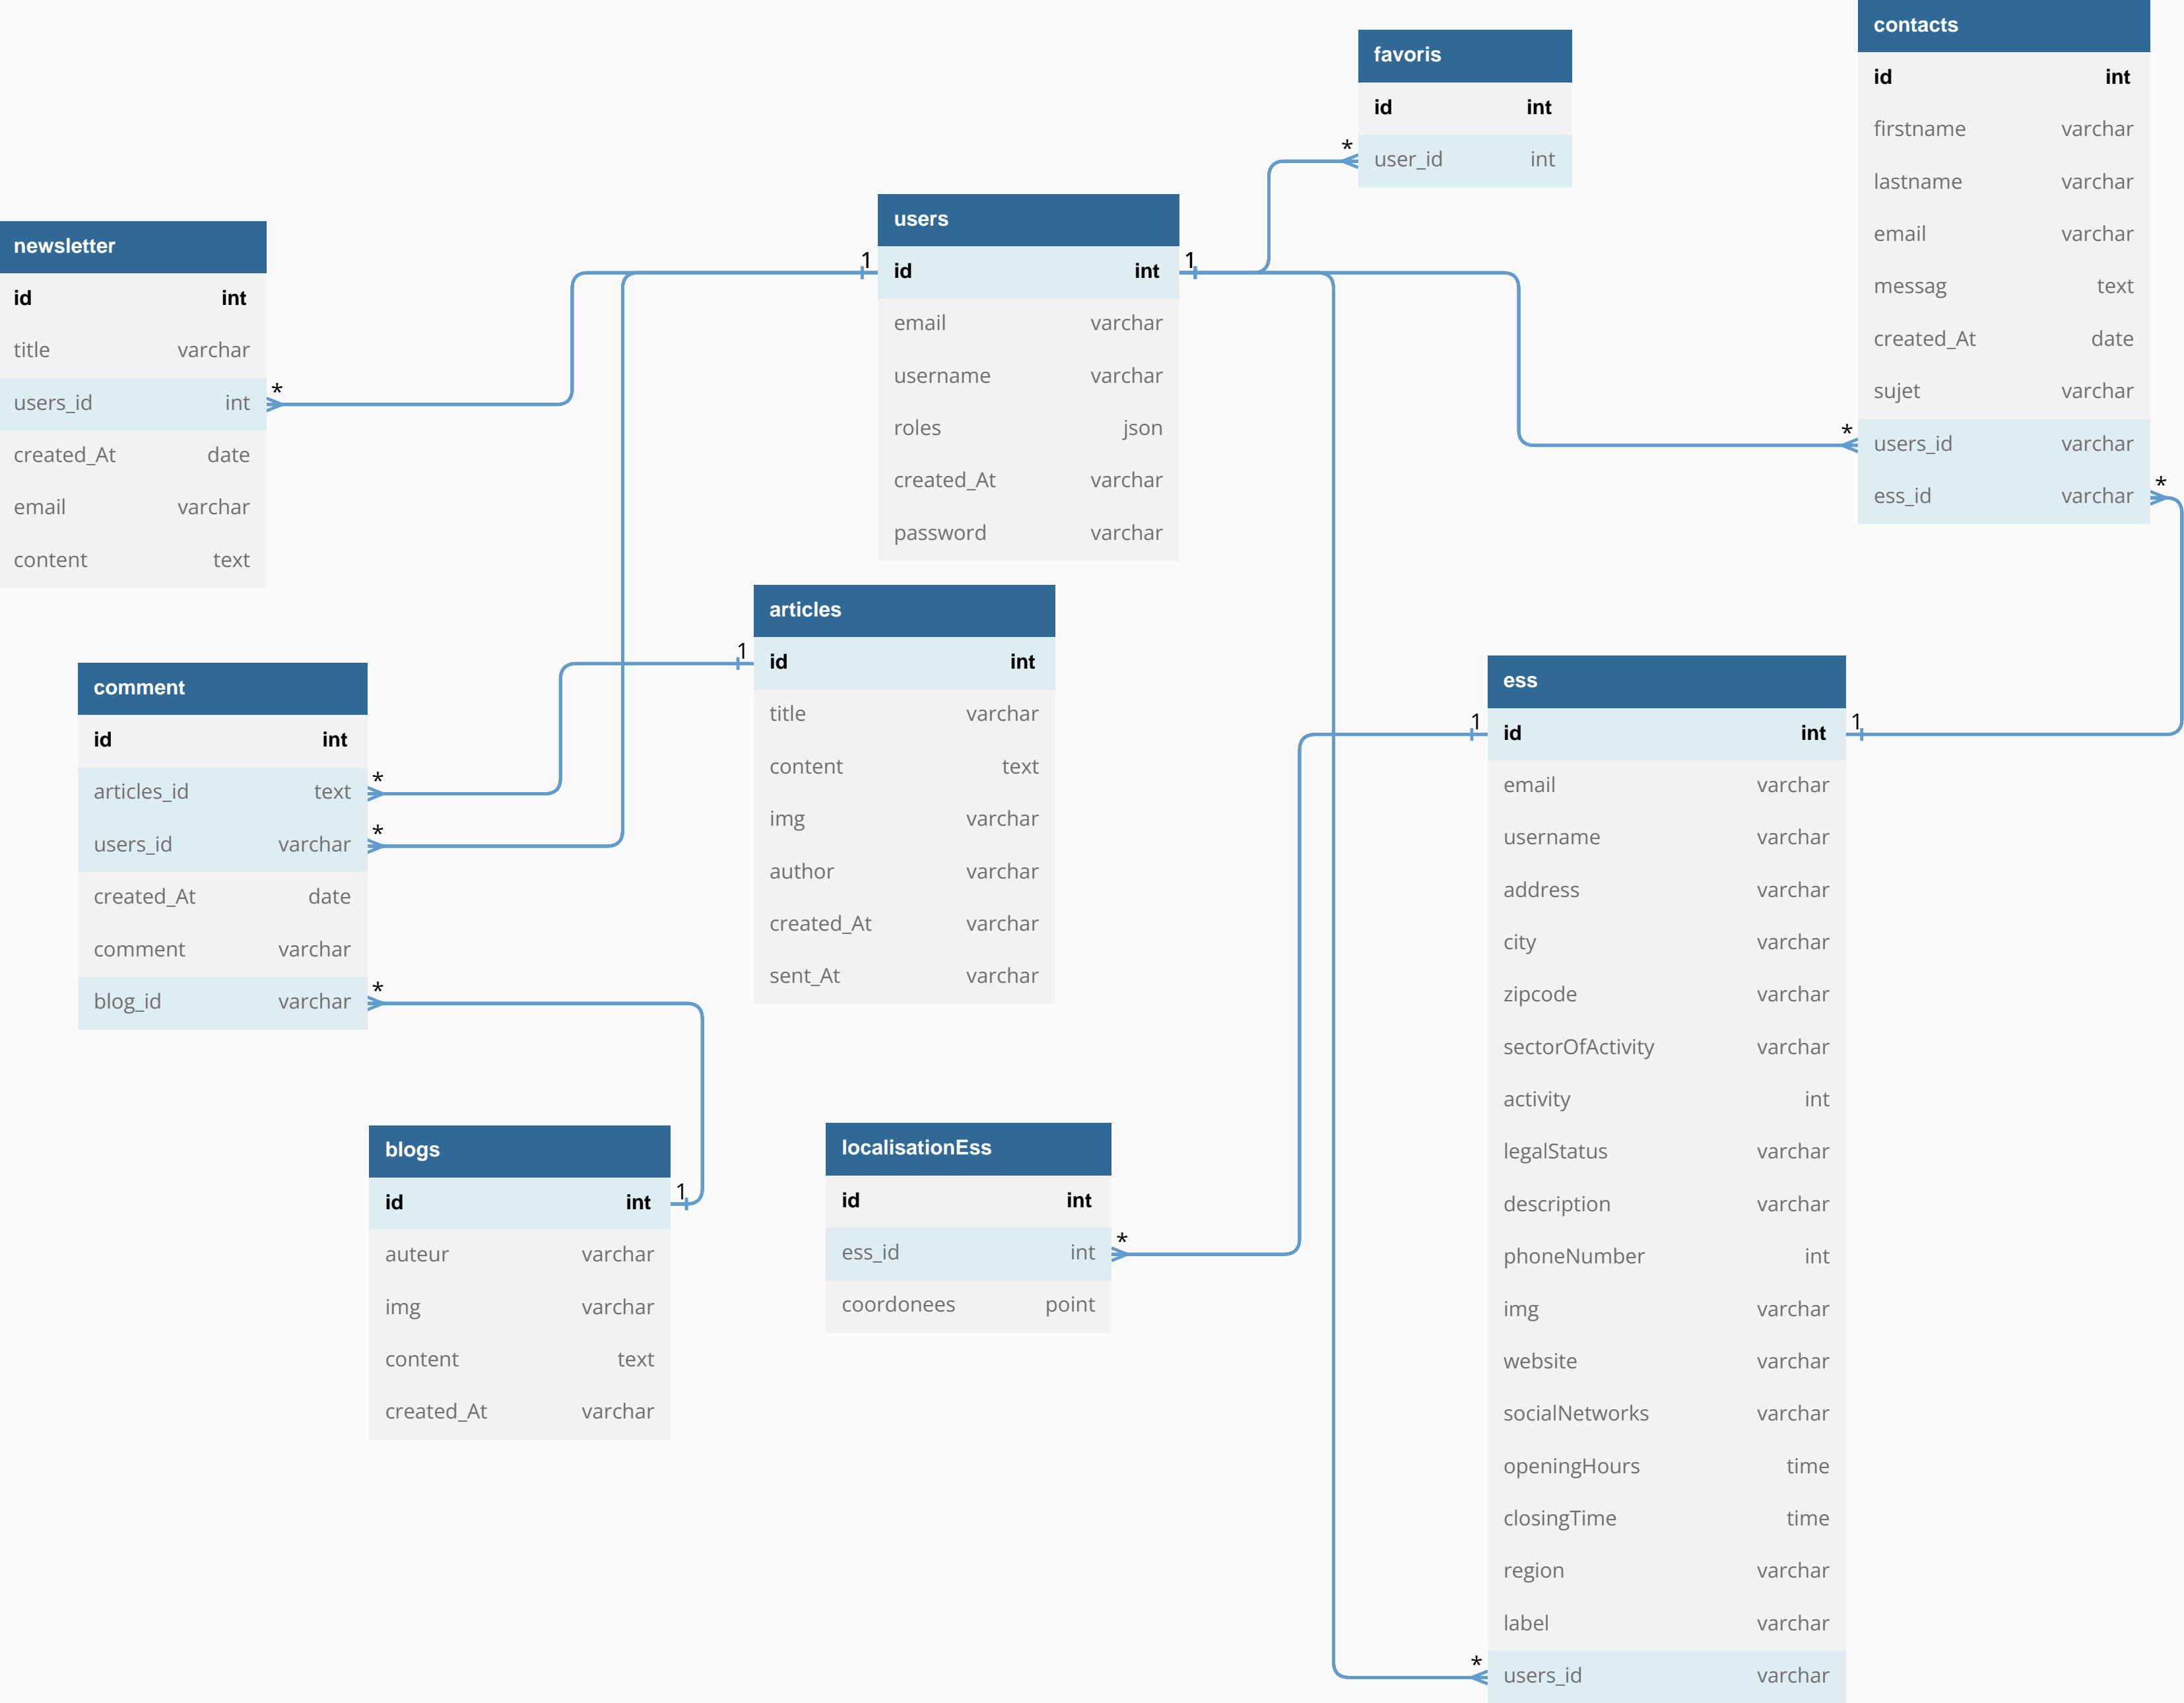 contacts
id int
firstname varchar
lastname varchar
email varchar
messag text
created_At date
sujet varchar
* users_id varchar
ess_id varchar *
favoris
id int
* user_id int
users
1 id int 1
email varchar
username varchar
roles json
created_At varchar
password varchar
newsletter
id int
title varchar
users_id int *
created_At date
email varchar
content text
articles
1 id int
title varchar
content text
img varchar
author varchar
created_At varchar
sent_At varchar
comment
id int
articles_id text *
users_id varchar *
created_At date
comment varchar
blog_id varchar *
ess
1 id int 1
email varchar
username varchar
address varchar
city varchar
zipcode varchar
sectorOfActivity varchar
activity int
legalStatus varchar
description varchar
phoneNumber int
img varchar
website varchar
socialNetworks varchar
openingHours time
closingTime time
region varchar
label varchar
* users_id varchar
blogs
id int 1
auteur varchar
img varchar
content text
created_At varchar
localisationEss
id int
ess_id int *
coordonees point